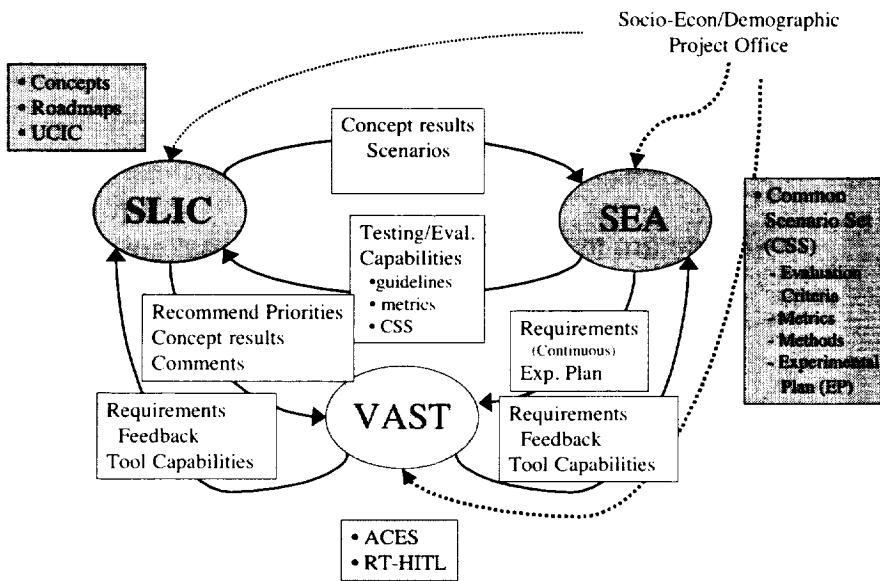 Socio-Econ/Demographic
Project Office
• Concepts
• Roadmaps
• UCIC
Concept results
Scenarios
SLIC
SEA
Testing/Eval.
Capabilities
•guidelines
• metrics
• CSS
• Common
Scenario Set
(CSS)
- Evaluation
Criteria
- Metrics
- Methods
- Experimental
Plan (EP)
Recommend Priorities
Concept results
Comments
Requirements
(Continuous)
Exp. Plan
VAST
Requirements
Feedback
Tool Capabilities
Requirements
Feedback
Tool Capabilities
• ACES
• RT-HITL